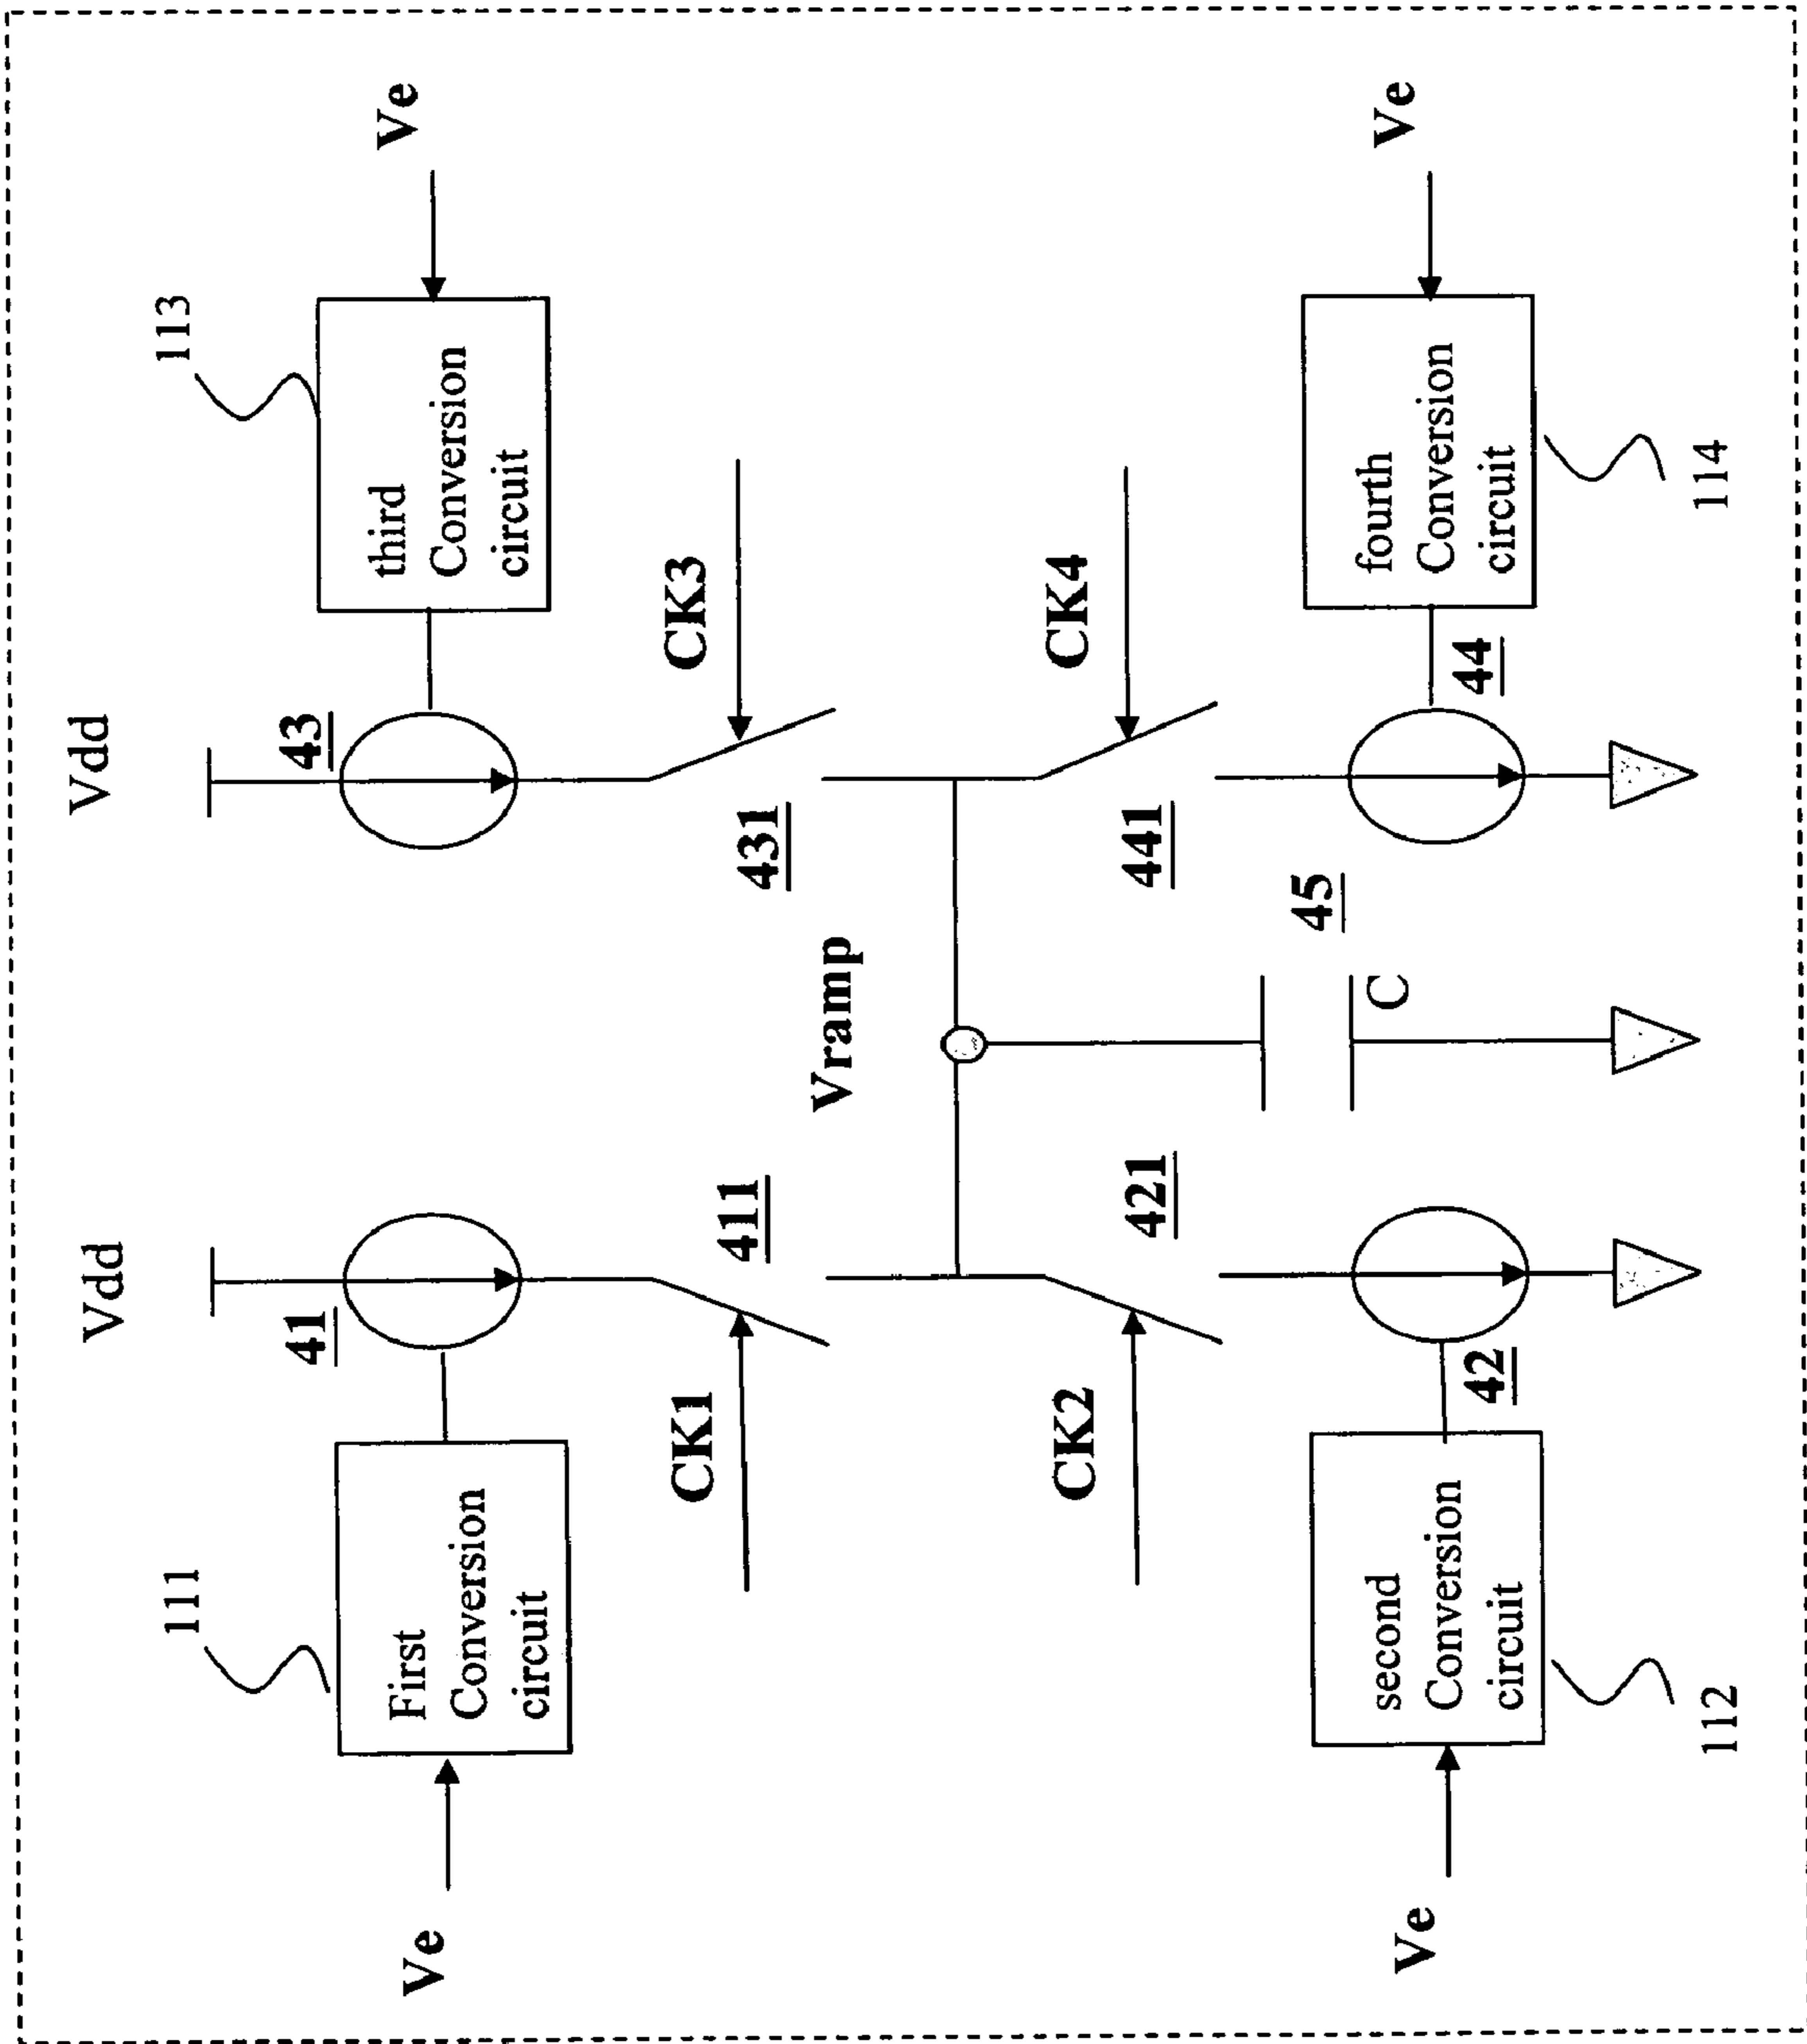 Vdd
Vdd
111
113
41
43
Ve
First
Conversion
circuit
third
Conversion
circuit
Ve
CK1
411
CK3
431
Vramp
CK2
421
CK4
441
45
C
Ve
second
Conversion
circuit
42
44
fourth
Conversion
circuit
Ve
112
114